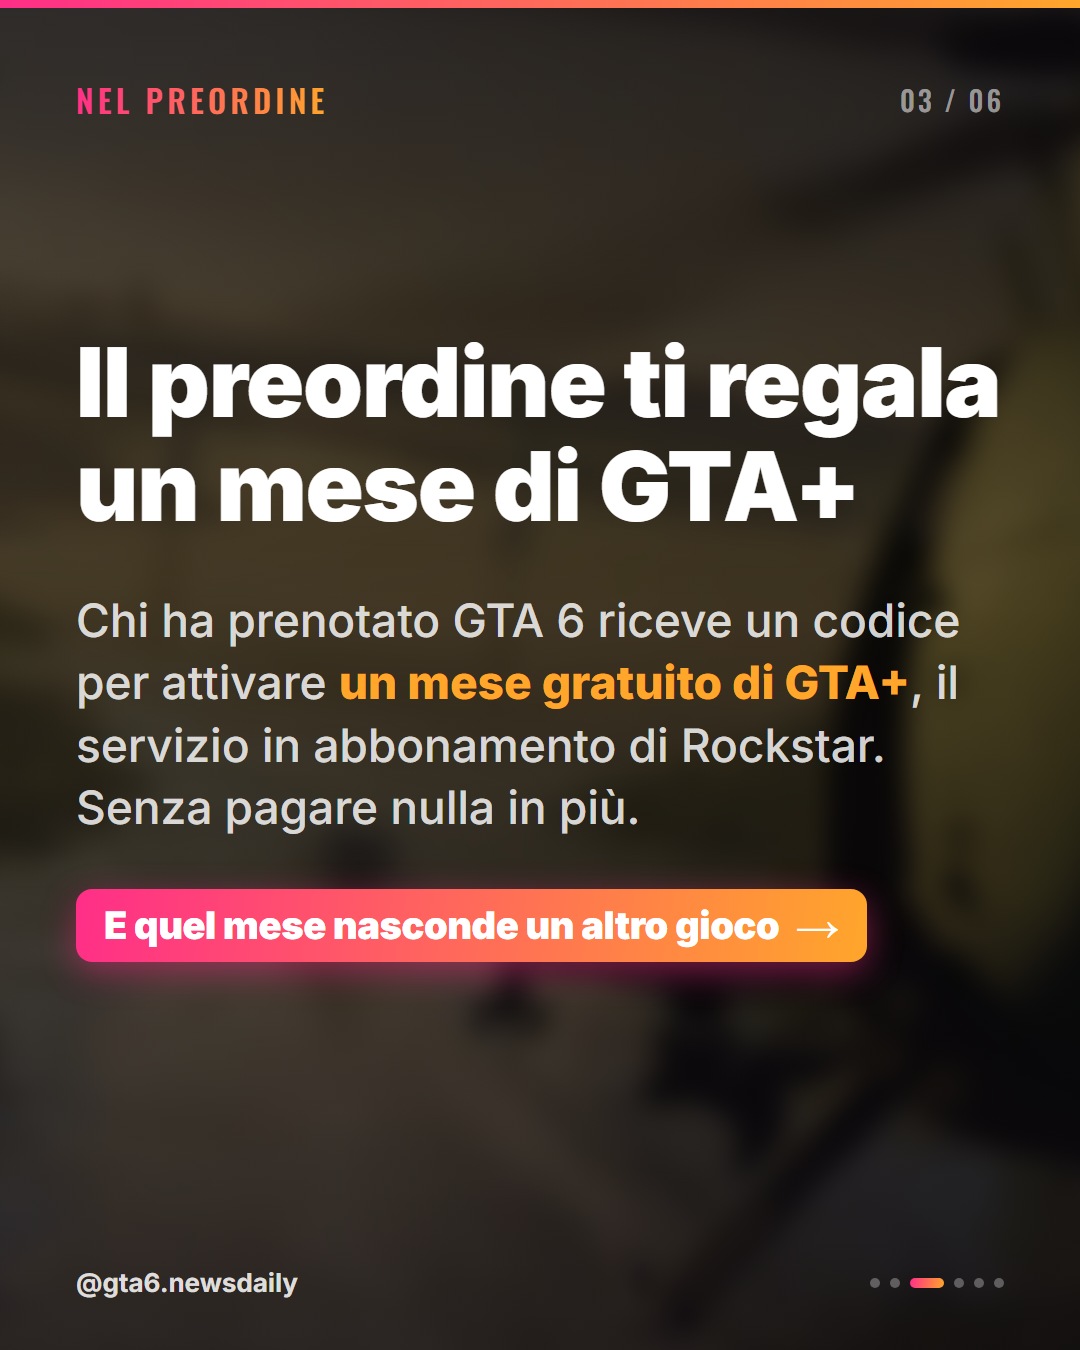 NEL PREORDINE
03 / 06
Il preordine ti regala
un mese di GTA+
Chi ha prenotato GTA 6 riceve un codice
per attivare un mese gratuito di GTA+, il
servizio in abbonamento di Rockstar.
Senza pagare nulla in più.
E quel mese nasconde un altro gioco →
@gta6.newsdaily